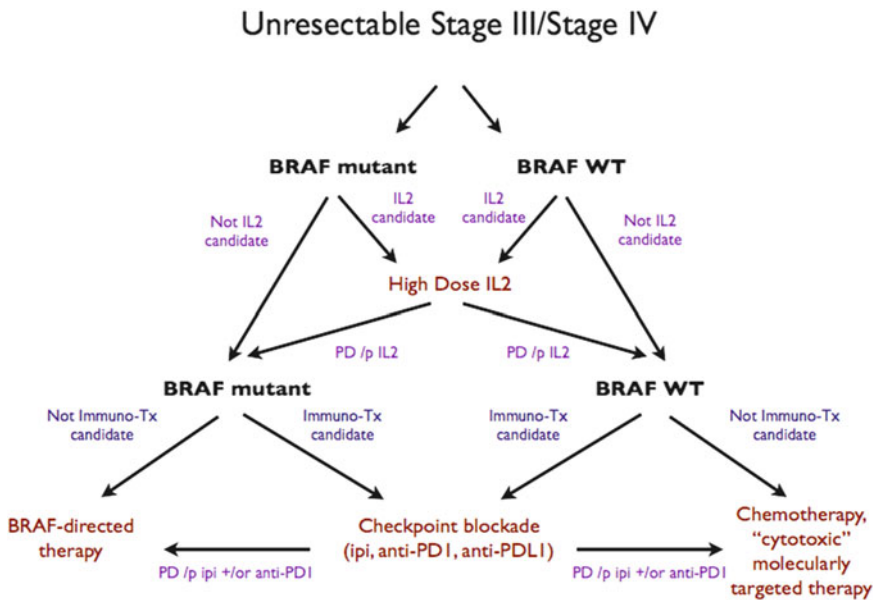 Unresectable Stage III/Stage IV
BRAF mutant
BRAF WT
Not IL2
candidate
IL2
candidate
IL2
candidate
Not IL2
candidate
High Dose IL2
PD /p IL2
PD /p IL2
BRAF mutant
BRAF WT
Not Immuno-Tx
candidate
Immuno-Tx
candidate
Immuno-Tx
candidate
Not Immuno-Tx
candidate
BRAF-directed
therapy
Checkpoint blockade
(ipi, anti-PD1, anti-PDL1)
Chemotherapy,
“cytotoxic”
molecularly
targeted therapy
PD /p ipi +/or anti-PD1
PD /p ipi +/or anti-PD1